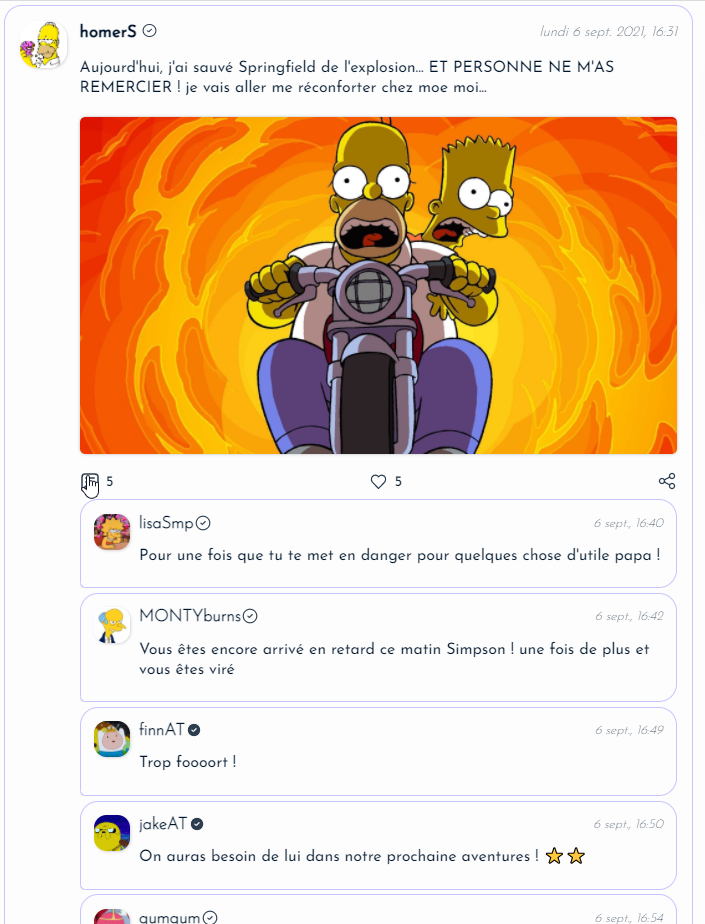 homerS
lundi 6 sept. 2021, 16:31
Aujourd'hui, j'ai sauvé Springfield de l'explosion... ET PERSONNE NE M'AS
REMERCIER ! je vais aller me réconforter chez moe moi...
5
5
lisaSmp
6 sept., 16:40
Pour une fois que tu te met en danger pour quelques chose d'utile papa !
MONTYburns
6 sept., 16:42
Vous êtes encore arrivé en retard ce matin Simpson ! une fois de plus et
vous êtes viré
finnAT
6 sept., 16:49
Trop foooort !
jakeAT
6 sept., 16:50
On auras besoin de lui dans notre prochaine aventures ! ⭐⭐
gumgum
6 sept., 16:54